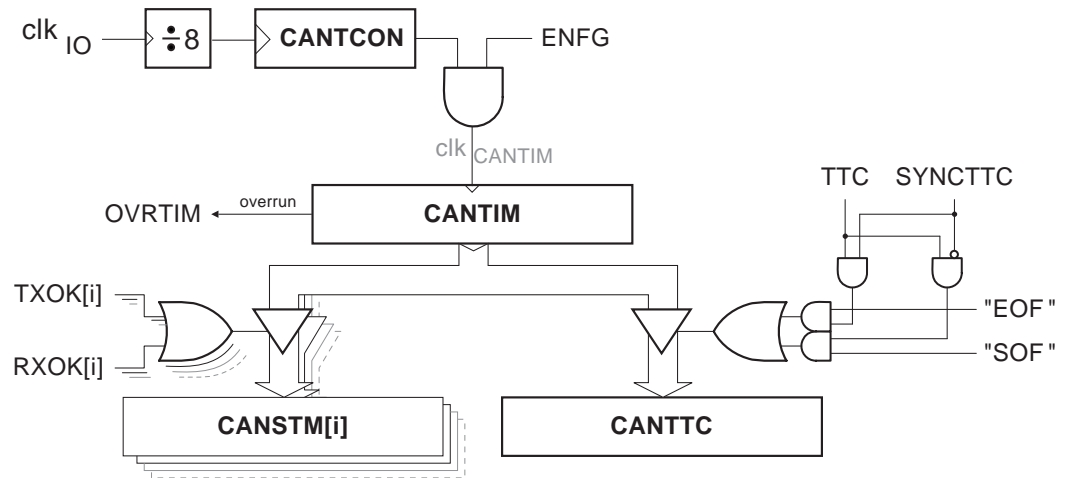 clk IO
÷8
CANTCON
ENFG
clk CANTIM
TTC SYNCTTC
OVRTIM
overrun
CANTIM
TXOK[i]
"EOF"
RXOK[i]
"SOF"
CANSTM[i]
CANTTC